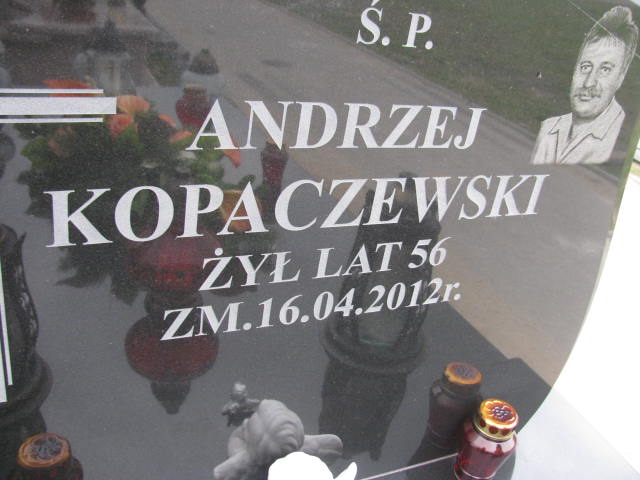 Ś. P.
ANDRZEJ
KOPACZEWSKI
ŻYŁ LAT 56
ZM.16.04.2012r.